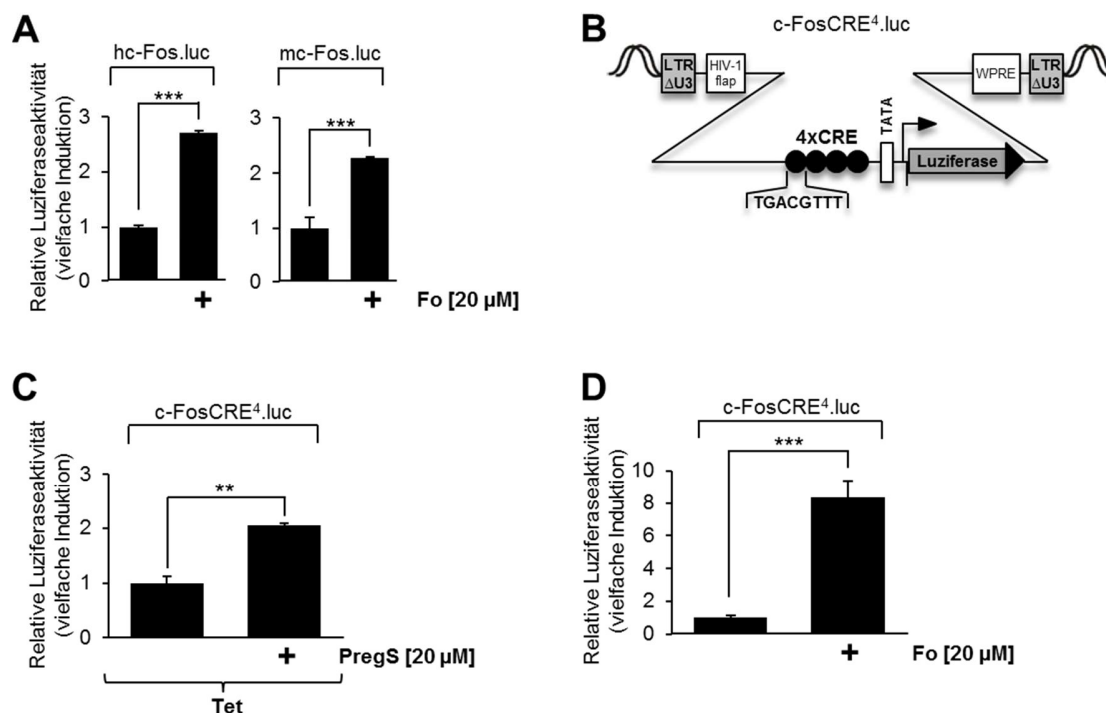 A
hc-Fos.luc
mc-Fos.luc
Relative Luziferaseaktivität
(vielfache Induktion)
3
2
1
0
***
+
3
2
1
0
***
+
Fo [20 µM]
B
c-FosCRE⁴.luc
LTR
ΔU3
HIV-1
flap
WPRE
LTR
ΔU3
4xCRE
TATA
Luziferase
TGACGTTT
C
c-FosCRE⁴.luc
Relative Luziferaseaktivität
(vielfache Induktion)
3
2
1
0
**
+
PregS [20 µM]
Tet
D
c-FosCRE⁴.luc
Relative Luziferaseaktivität
(vielfache Induktion)
10
8
6
4
2
0
***
+
Fo [20 µM]